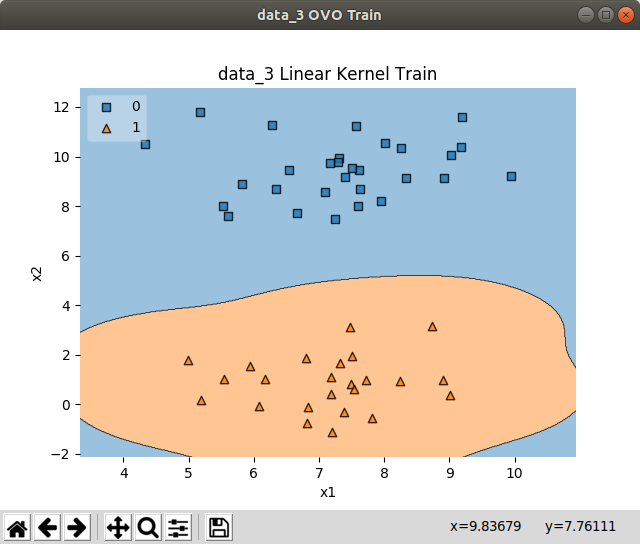 data_3 OVO Train
data_3 Linear Kernel Train
0
1
12
10
8
6
4
2
0
−2
x2
4 5 6 7 8 9 10
x1
x=9.83679 y=7.76111